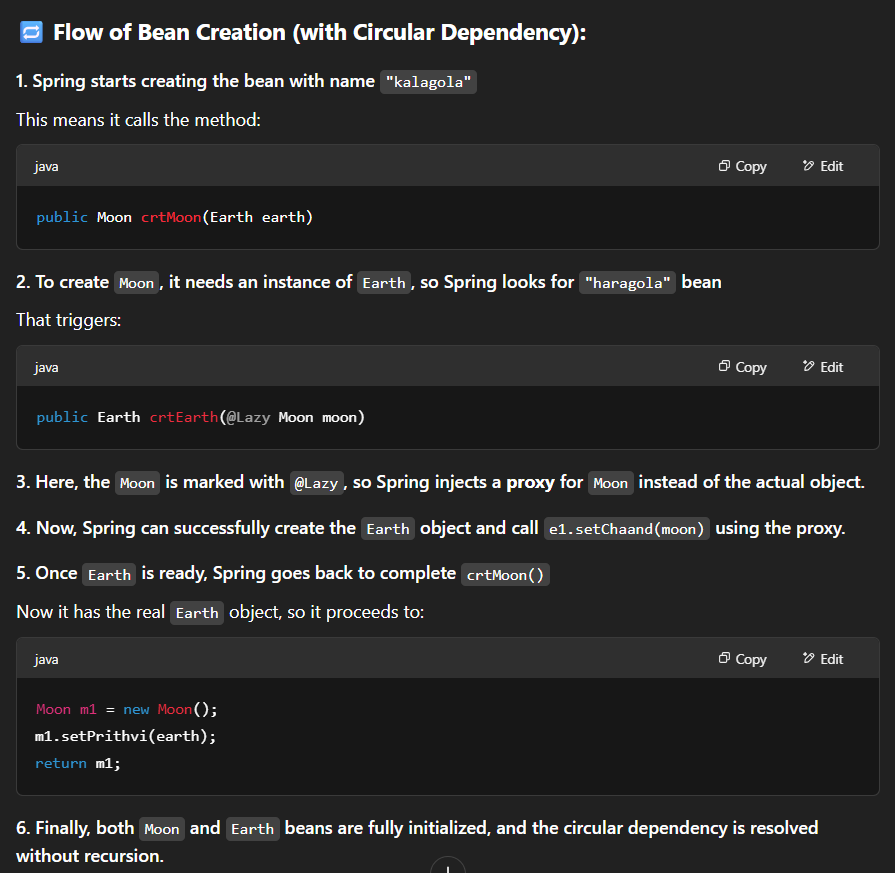 🔁 Flow of Bean Creation (with Circular Dependency):
1. Spring starts creating the bean with name "kalagola"
This means it calls the method:
java Copy Edit
public Moon crtMoon(Earth earth)
2. To create Moon, it needs an instance of Earth, so Spring looks for "haragola" bean
That triggers:
java Copy Edit
public Earth crtEarth(@Lazy Moon moon)
3. Here, the Moon is marked with @Lazy, so Spring injects a proxy for Moon instead of the actual object.
4. Now, Spring can successfully create the Earth object and call e1.setChaand(moon) using the proxy.
5. Once Earth is ready, Spring goes back to complete crtMoon()
Now it has the real Earth object, so it proceeds to:
java Copy Edit
Moon m1 = new Moon();
m1.setPrithvi(earth);
return m1;
6. Finally, both Moon and Earth beans are fully initialized, and the circular dependency is resolved
without recursion.